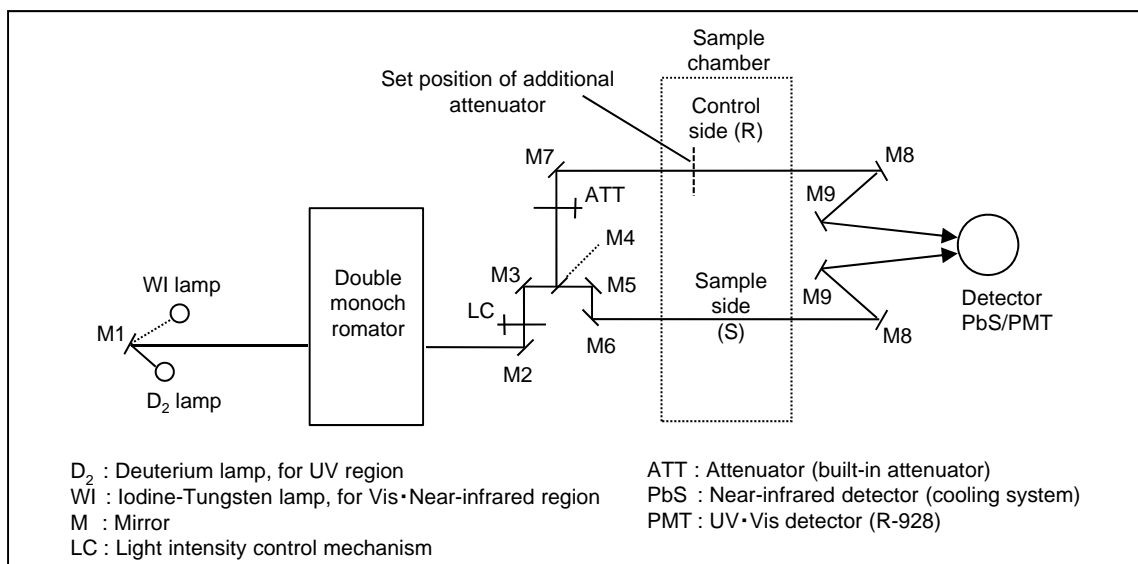 Sample
chamber
Set position of additional
attenuator
Control
side (R)
M7
M8
ATT
M9
M4
M3
M5
Double
monoch
romator
WI lamp
LC
Sample
side
(S)
M9
Detector
PbS/PMT
M1
M6
M8
M2
D₂ lamp
D₂ : Deuterium lamp, for UV region
WI : Iodine-Tungsten lamp, for Vis・Near-infrared region
M : Mirror
LC : Light intensity control mechanism
ATT : Attenuator (built-in attenuator)
PbS : Near-infrared detector (cooling system)
PMT : UV・Vis detector (R-928)